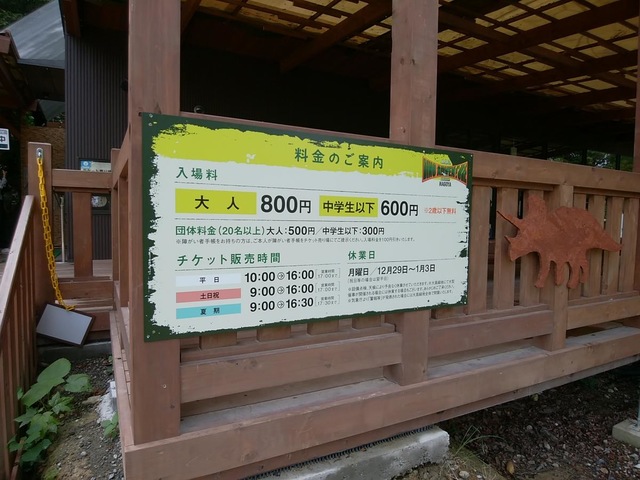 料金のご案内
KAGOYA
入場料
大人 800円 中学生以下 600円 ※2歳以下無料
団体料金(20名以上)大人:500円/中学生以下:300円
チケット販売時間
平日 10:00 16:00
土日祝 9:00 16:00
夏期 9:00 16:30
休業日
月曜日/12月29日~1月3日